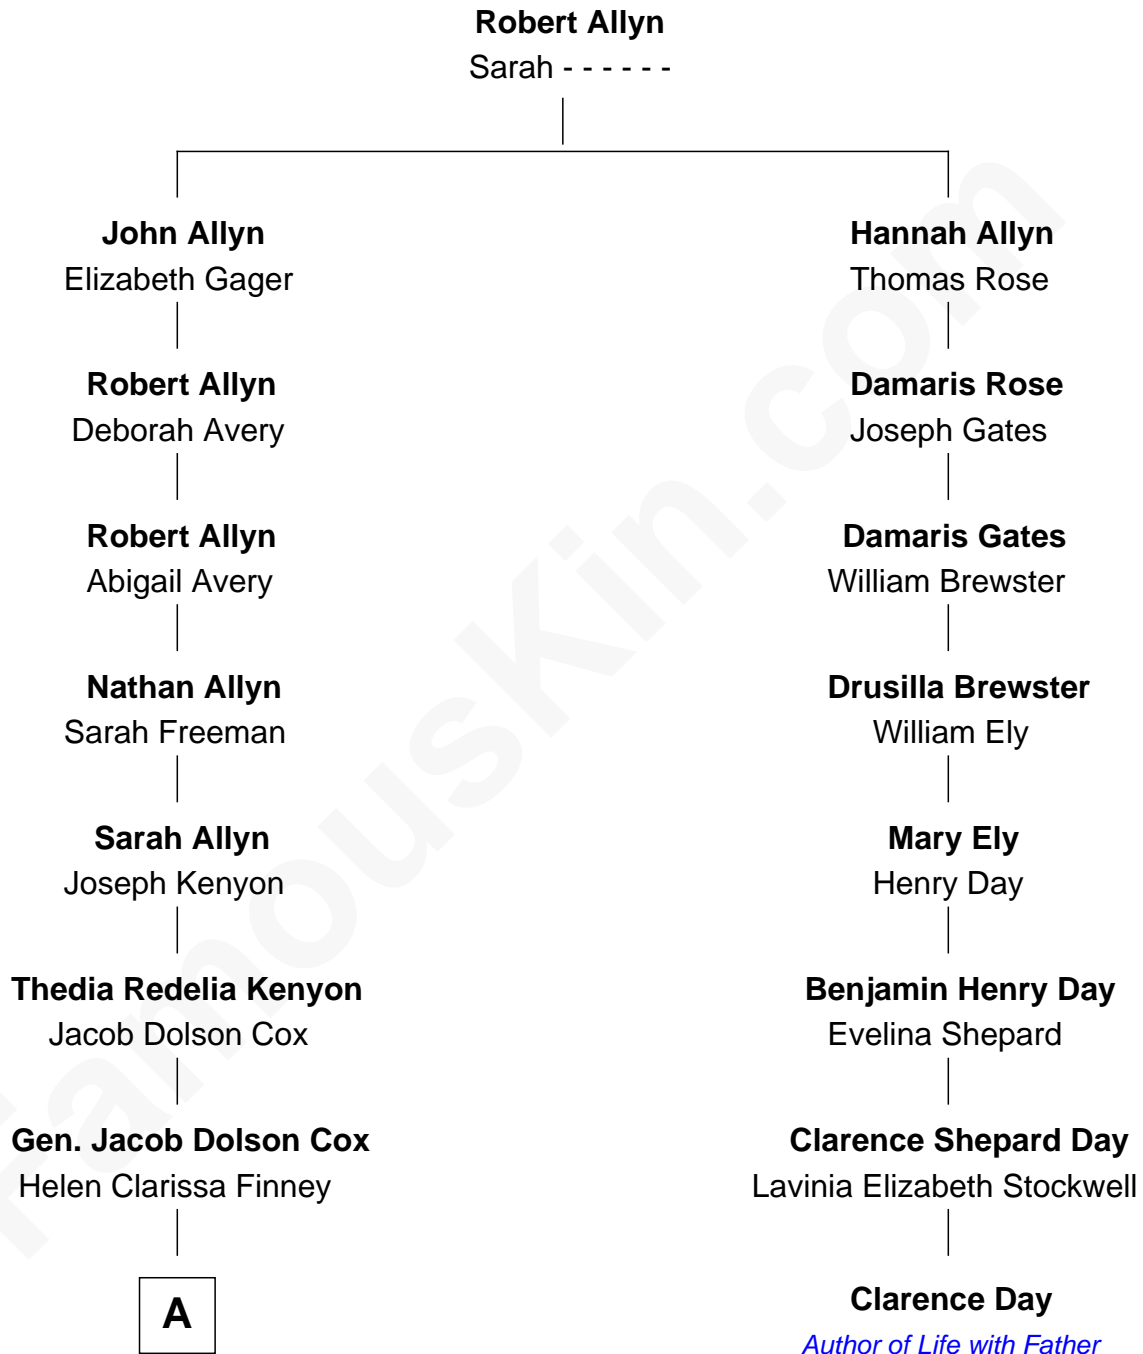 Robert Allyn
Sarah - - - - - -
John Allyn
Elizabeth Gager
Hannah Allyn
Thomas Rose
Robert Allyn
Deborah Avery
Damaris Rose
Joseph Gates
Robert Allyn
Abigail Avery
Damaris Gates
William Brewster
Nathan Allyn
Sarah Freeman
Drusilla Brewster
William Ely
Sarah Allyn
Joseph Kenyon
Mary Ely
Henry Day
Thedia Redelia Kenyon
Jacob Dolson Cox
Benjamin Henry Day
Evelina Shepard
Gen. Jacob Dolson Cox
Helen Clarissa Finney
Clarence Shepard Day
Lavinia Elizabeth Stockwell
A
Clarence Day
Author of Life with Father
FamousKin.com